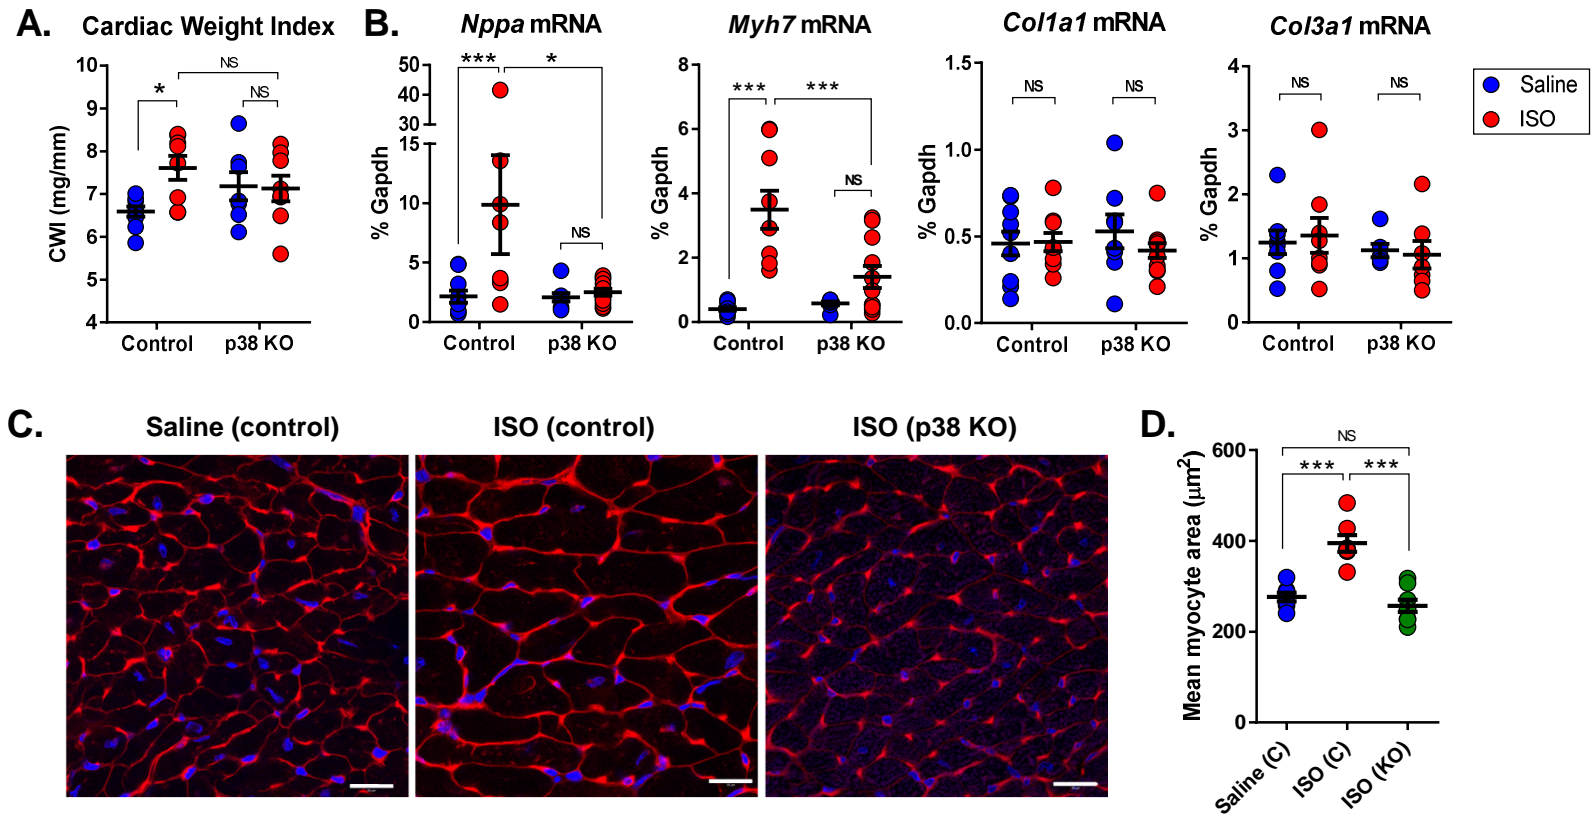 A. Cardiac Weight Index
CWI (mg/mm)
10
9
8
7
6
5
4
*
NS
NS
Control
p38 KO
B. Nppa mRNA
% Gapdh
50
40
30
15
10
5
0
***
*
NS
Control
p38 KO
Myh7 mRNA
% Gapdh
8
6
4
2
0
***
***
NS
Control
p38 KO
Col1a1 mRNA
% Gapdh
1.5
1.0
0.5
0.0
NS
NS
Control
p38 KO
Col3a1 mRNA
% Gapdh
4
3
2
1
0
NS
NS
Control
p38 KO
Saline
ISO
C.
Saline (control)
ISO (control)
ISO (p38 KO)
D.
Mean myocyte area (μm²)
600
400
200
0
NS
***
***
Saline (C)
ISO (C)
ISO (KO)